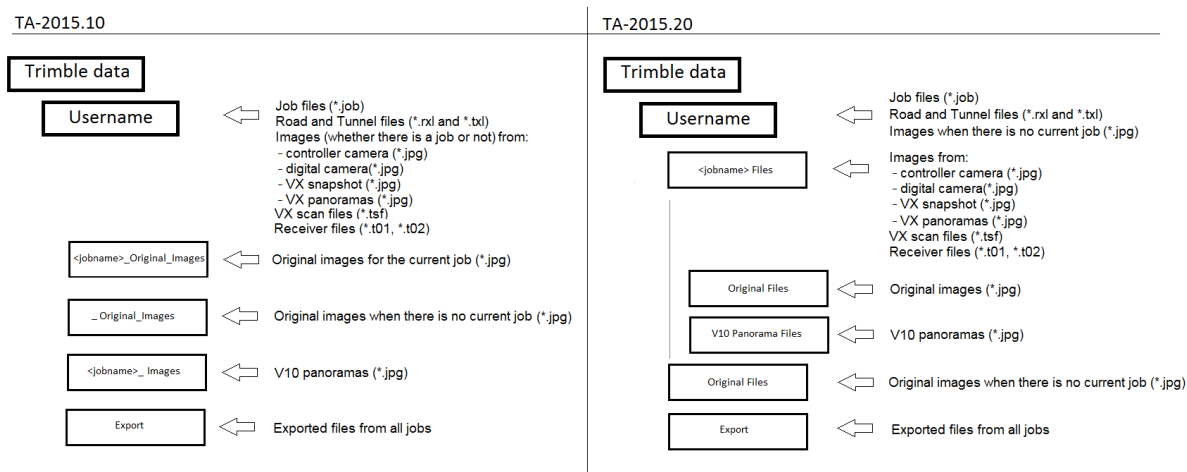 TA-2015.10
Trimble data
Username
Job files (*.job)
Road and Tunnel files (*.rxl and *.txl)
Images (whether there is a job or not) from:
- controller camera (*.jpg)
- digital camera(*.jpg)
- VX snapshot (*.jpg)
- VX panoramas (*.jpg)
VX scan files (*.tsf)
Receiver files (*.t01, *.t02)
<jobname>_Original_Images
Original images for the current job (*.jpg)
_ Original_Images
Original images when there is no current job (*.jpg)
<jobname>_ Images
V10 panoramas (*.jpg)
Export
Exported files from all jobs
TA-2015.20
Trimble data
Username
Job files (*.job)
Road and Tunnel files (*.rxl and *.txl)
Images when there is no current job (*.jpg)
<jobname> Files
Images from:
- controller camera (*.jpg)
- digital camera(*.jpg)
- VX snapshot (*.jpg)
- VX panoramas (*.jpg)
VX scan files (*.tsf)
Receiver files (*.t01, *.t02)
Original Files
Original images (*.jpg)
V10 Panorama Files
V10 panoramas (*.jpg)
Original Files
Original images when there is no current job (*.jpg)
Export
Exported files from all jobs